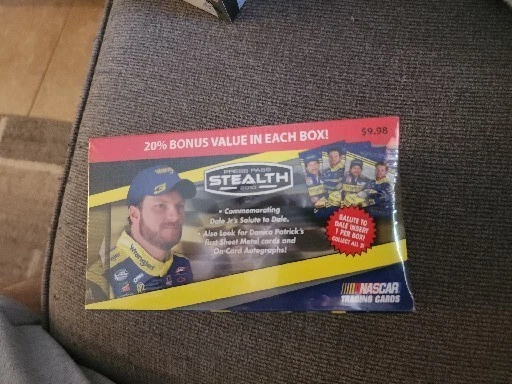 20% BONUS VALUE IN EACH BOX!
$9.98
PRESS PASS
STEALTH
2010
• Commemorating
Dale Jr's Salute to Dale.
• Also Look for Danica Patrick's
first Sheet Metal cards and
On-Card Autographs!
SALUTE TO
DALE INSERT
1 PER BOX!
COLLECT ALL
Wrangler
NASCAR
TRADING CARDS